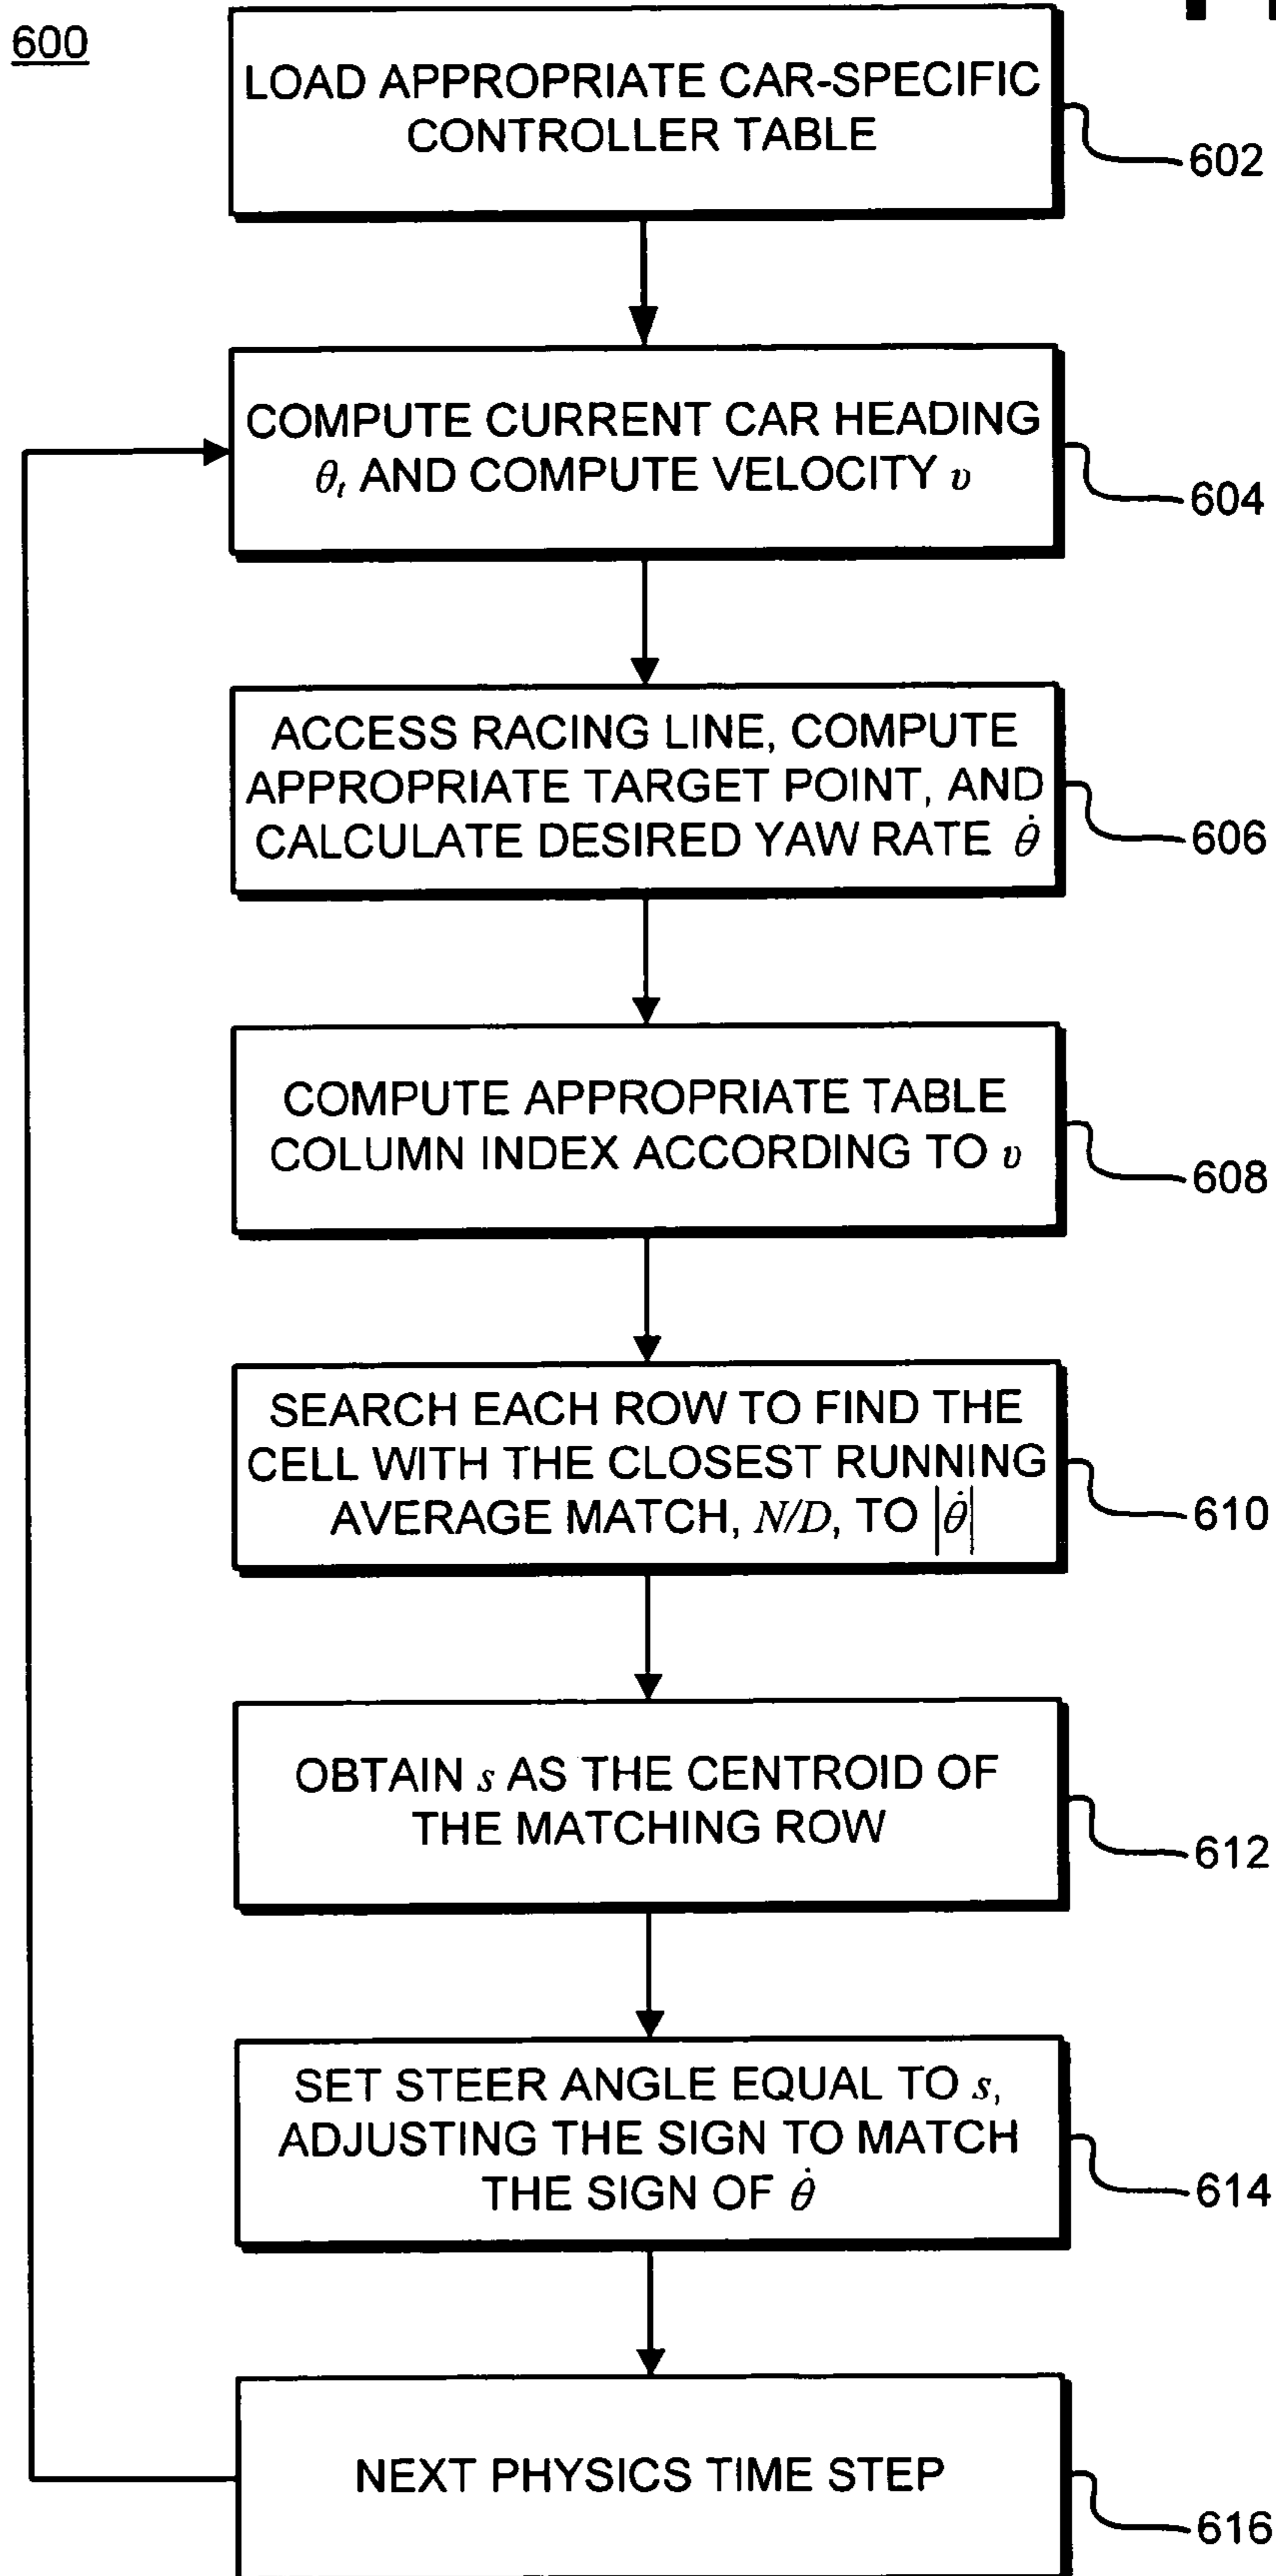 600
LOAD APPROPRIATE CAR-SPECIFIC
CONTROLLER TABLE
602
COMPUTE CURRENT CAR HEADING
θₜ AND COMPUTE VELOCITY υ
604
ACCESS RACING LINE, COMPUTE
APPROPRIATE TARGET POINT, AND
CALCULATE DESIRED YAW RATE θ̇
606
COMPUTE APPROPRIATE TABLE
COLUMN INDEX ACCORDING TO υ
608
SEARCH EACH ROW TO FIND THE
CELL WITH THE CLOSEST RUNNING
AVERAGE MATCH, N/D, TO |θ̇|
610
OBTAIN s AS THE CENTROID OF
THE MATCHING ROW
612
SET STEER ANGLE EQUAL TO s,
ADJUSTING THE SIGN TO MATCH
THE SIGN OF θ̇
614
NEXT PHYSICS TIME STEP
616